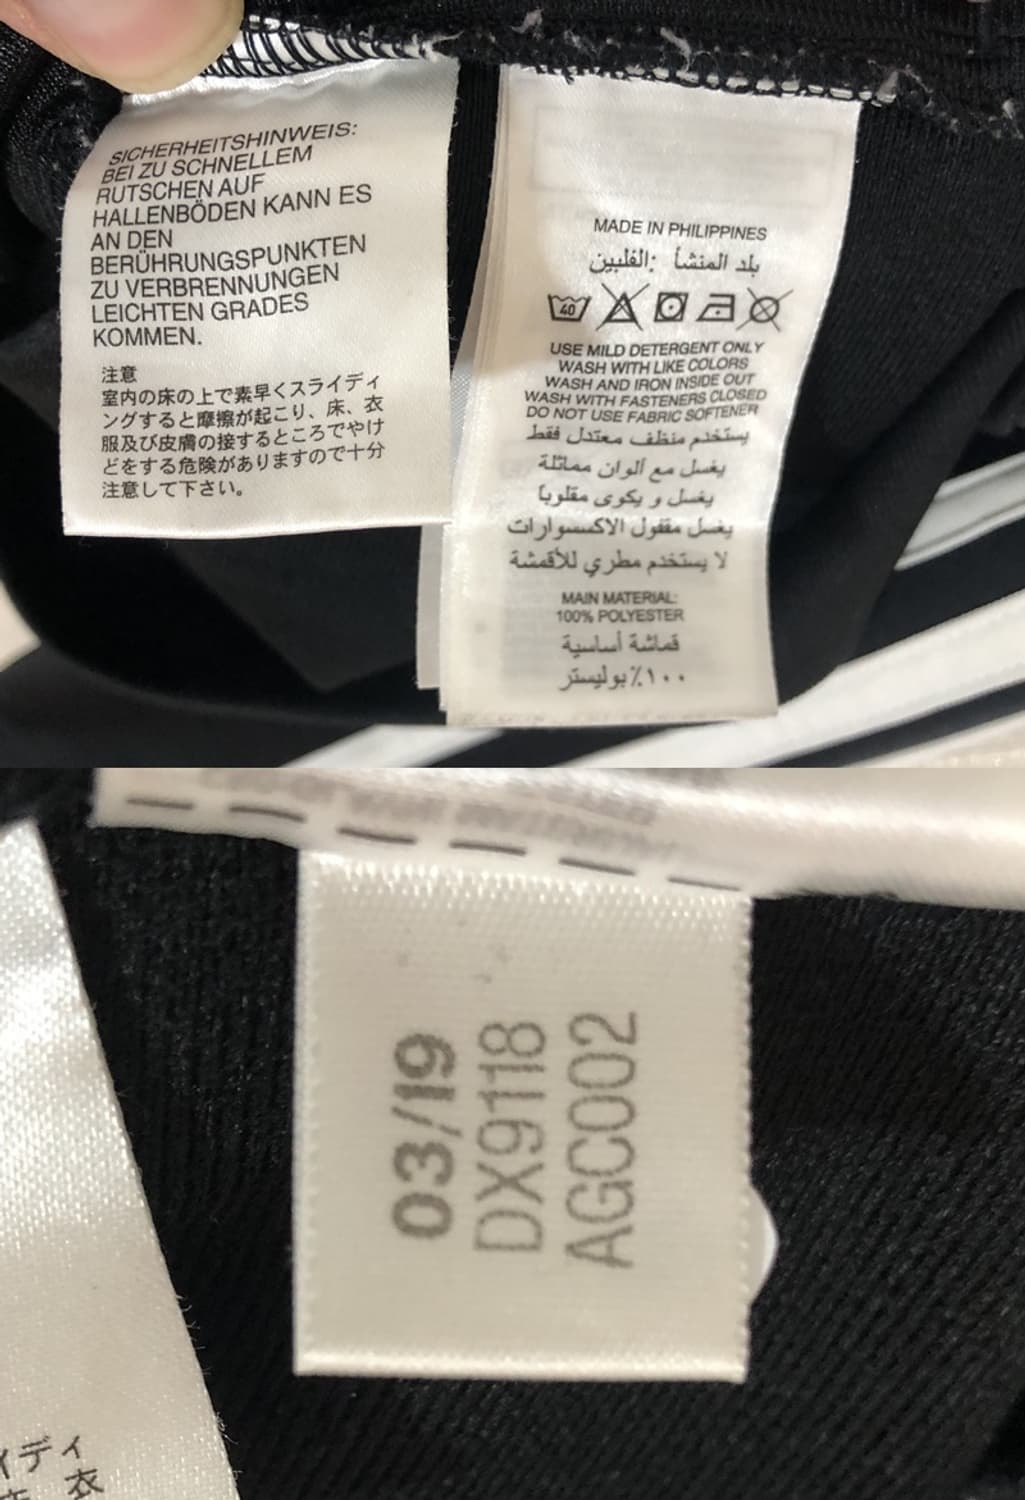 SICHERHEITSHINWEIS:
BEI ZU SCHNELLEM
RUTSCHEN AUF
HALLENBÖDEN KANN ES
AN DEN
BERÜHRUNGSPUNKTEN
ZU VERBRENNUNGEN
LEICHTEN GRADES
KOMMEN.
注意
室内の床の上で素早くスライディ
ングすると摩擦が起こり、床、衣
服及び皮膚の接するところでやけ
どをする危険がありますので十分
注意して下さい。
MADE IN PHILIPPINES
بلد المنشأ: الفلبين
40
USE MILD DETERGENT ONLY
WASH WITH LIKE COLORS
WASH AND IRON INSIDE OUT
WASH WITH FASTENERS CLOSED
DO NOT USE FABRIC SOFTENER
يستخدم منظف معتدل فقط
يغسل مع ألوان مماثلة
يغسل و يكوى مقلوبا
يغسل مقفول الاكسسوارات
لا يستخدم مطري للأقمشة
MAIN MATERIAL:
100% POLYESTER
قماشة أساسية
١٠٠٪ بوليستر
03/19
DX9118
AGC002
ィディ
衣